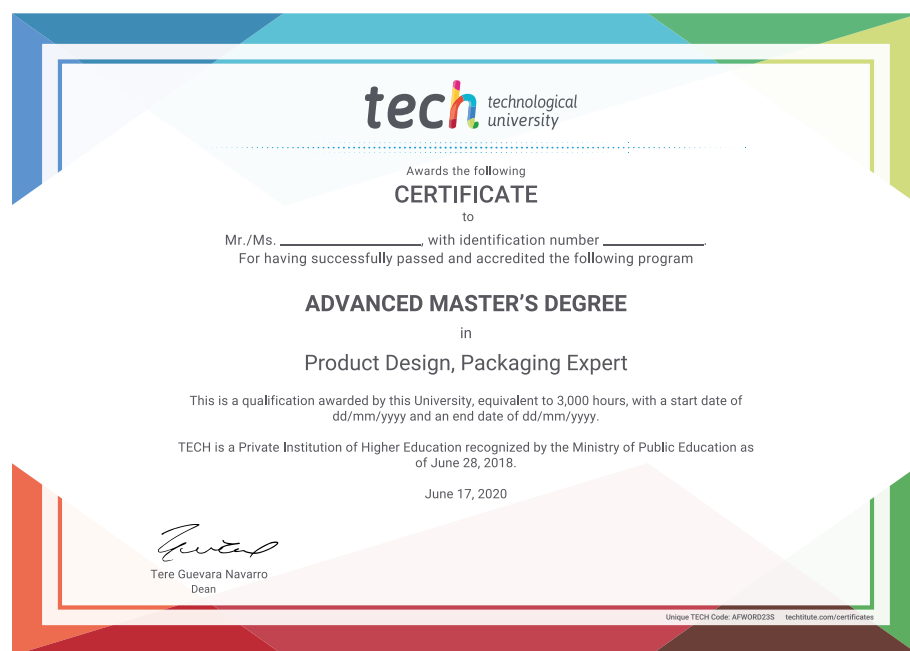 tech technological
university
Awards the following
CERTIFICATE
to
Mr./Ms. ____________________, with identification number ______________.
For having successfully passed and accredited the following program
ADVANCED MASTER'S DEGREE
in
Product Design, Packaging Expert
This is a qualification awarded by this University, equivalent to 3,000 hours, with a start date of
dd/mm/yyyy and an end date of dd/mm/yyyy.
TECH is a Private Institution of Higher Education recognized by the Ministry of Public Education as
of June 28, 2018.
June 17, 2020
Tere Guevara Navarro
Dean
Unique TECH Code: AFWORD23S techtitute.com/certificates